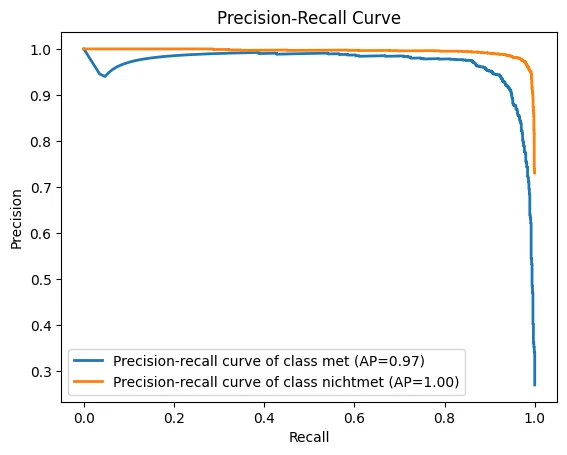 Precision-Recall Curve
1.0
0.9
0.8
0.7
0.6
0.5
0.4
0.3
Precision
Precision-recall curve of class met (AP=0.97)
Precision-recall curve of class nichtmet (AP=1.00)
0.0 0.2 0.4 0.6 0.8 1.0
Recall